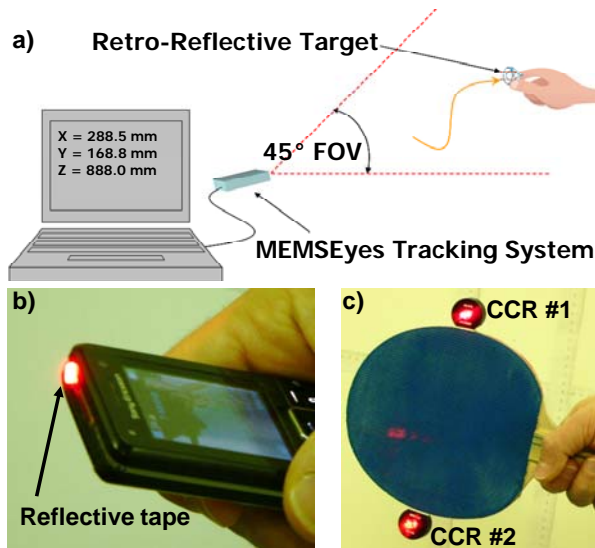 a)
Retro-Reflective Target
X = 288.5 mm
Y = 168.8 mm
Z = 888.0 mm
45° FOV
MEMSEyes Tracking System
b)
Reflective tape
c)
CCR #1
CCR #2